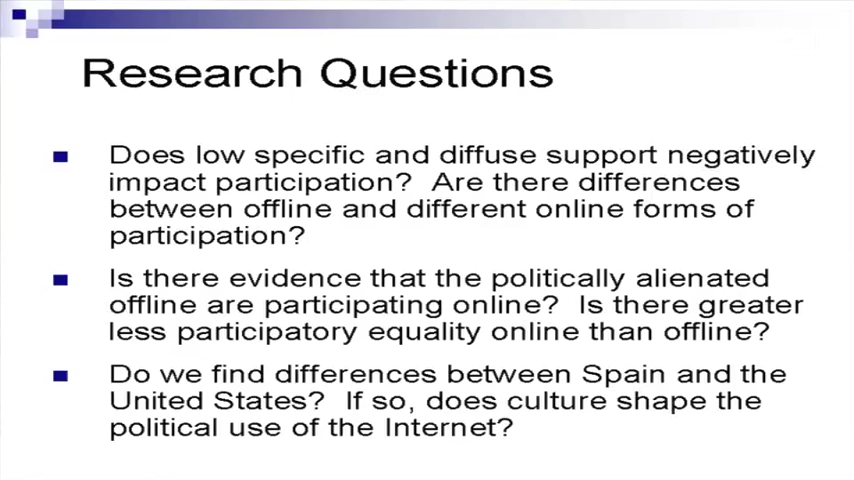 Research Questions
Does low specific and diffuse support negatively
impact participation? Are there differences
between offline and different online forms of
participation?
Is there evidence that the politically alienated
offline are participating online? Is there greater
less participatory equality online than offline?
Do we find differences between Spain and the
United States? If so, does culture shape the
political use of the Internet?